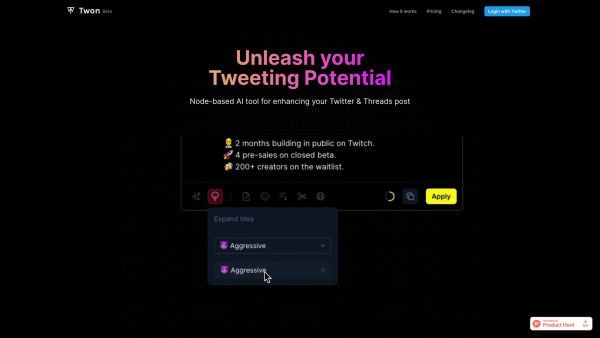 Twon Beta
How it works
Pricing
Changelog
Login with Twitter
Unleash your
Tweeting Potential
Node-based AI tool for enhancing your Twitter & Threads post
2 months building in public on Twitch.
4 pre-sales on closed beta.
200+ creators on the waitlist.
Apply
Expand Idea
Aggressive
Aggressive
Product Hunt